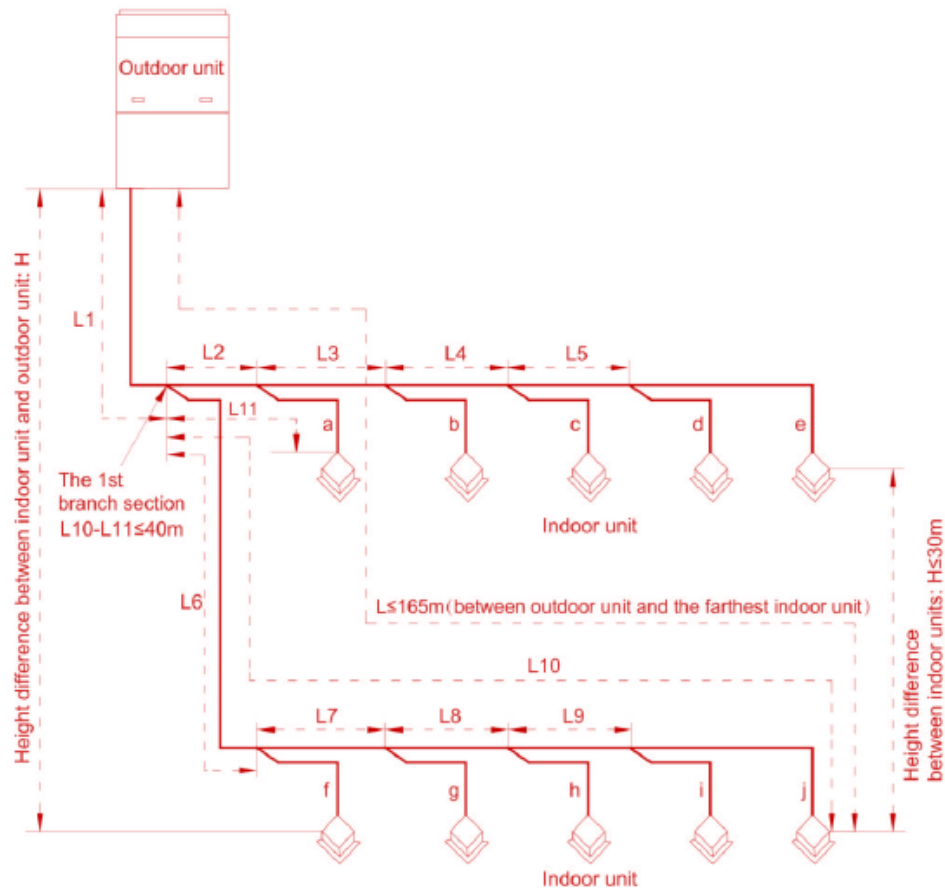 Outdoor unit
Height difference between indoor unit and outdoor unit: H
L1
L2
L3
L4
L5
L11
a
b
c
d
e
The 1st
branch section
L10-L11≤40m
Indoor unit
L6
L≤165m(between outdoor unit and the farthest indoor unit)
Height difference
between indoor units: H≤30m
L10
L7
L8
L9
f
g
h
i
j
Indoor unit